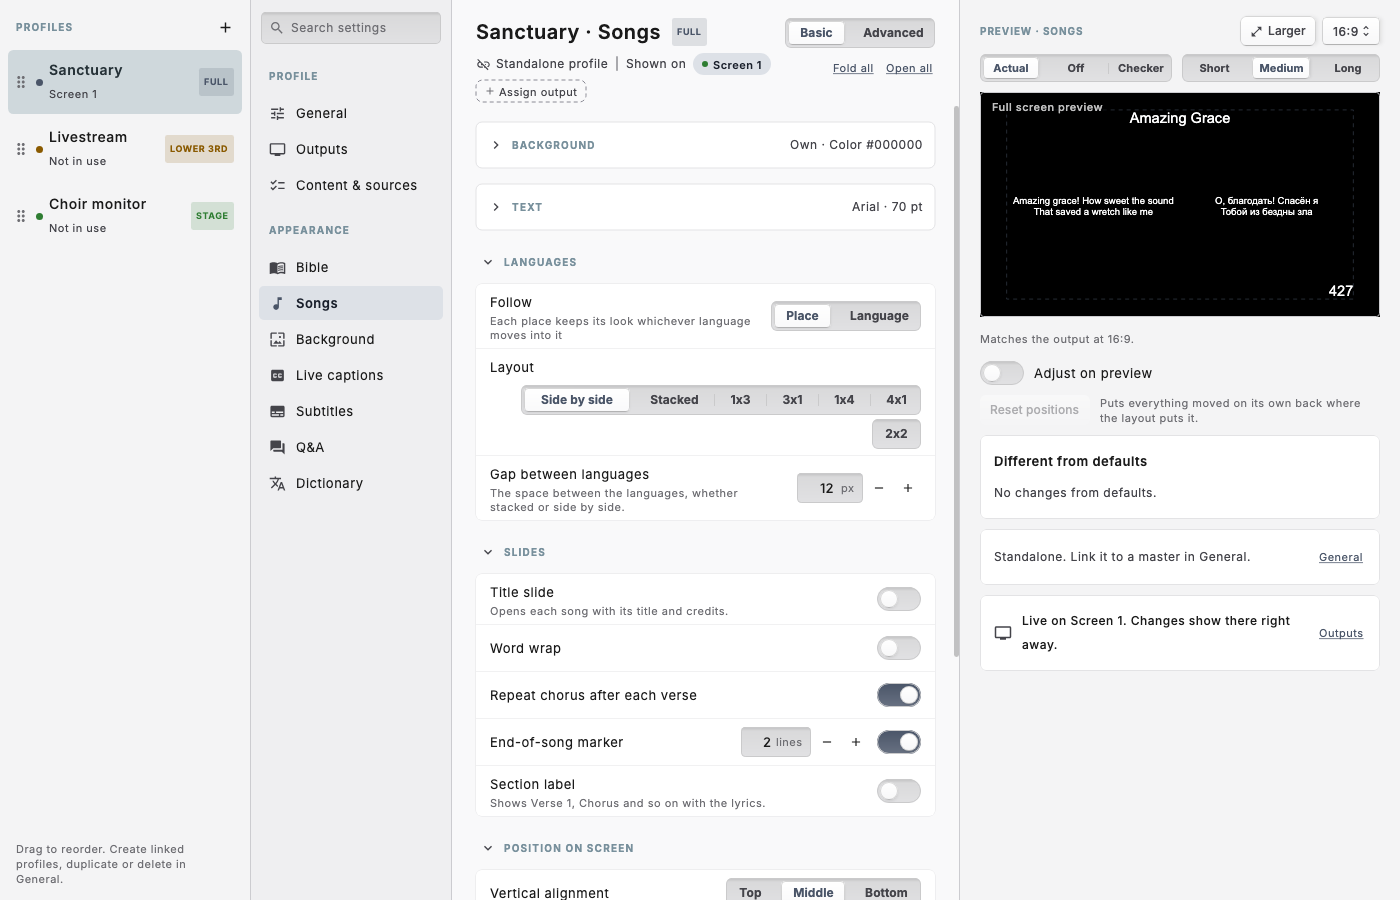 PROFILES
Sanctuary
Screen 1
FULL
Livestream
Not in use
LOWER 3RD
Choir monitor
Not in use
STAGE
Drag to reorder. Create linked
profiles, duplicate or delete in
General.
Search settings
PROFILE
General
Outputs
Content & sources
APPEARANCE
Bible
Songs
Background
Live captions
Subtitles
Q&A
Dictionary
Sanctuary · Songs
FULL
Basic
Advanced
Standalone profile | Shown on
Screen 1
Fold all
Open all
+ Assign output
BACKGROUND
Own · Color #000000
TEXT
Arial · 70 pt
LANGUAGES
Follow
Each place keeps its look whichever language
moves into it
Place
Language
Layout
Side by side
Stacked
1x3
3x1
1x4
4x1
2x2
Gap between languages
The space between the languages, whether
stacked or side by side.
12 px
− +
SLIDES
Title slide
Opens each song with its title and credits.
Word wrap
Repeat chorus after each verse
End-of-song marker
2 lines
− +
Section label
Shows Verse 1, Chorus and so on with the lyrics.
POSITION ON SCREEN
Vertical alignment
Top
Middle
Bottom
PREVIEW · SONGS
Larger
16:9
Actual
Off
Checker
Short
Medium
Long
Full screen preview
Amazing Grace
Amazing grace! How sweet the sound
That saved a wretch like me
О, благодать! Спасён я
Тобой из бездны зла
427
Matches the output at 16:9.
Adjust on preview
Reset positions
Puts everything moved on its own back where
the layout puts it.
Different from defaults
No changes from defaults.
Standalone. Link it to a master in General.
General
Live on Screen 1. Changes show there right
away.
Outputs